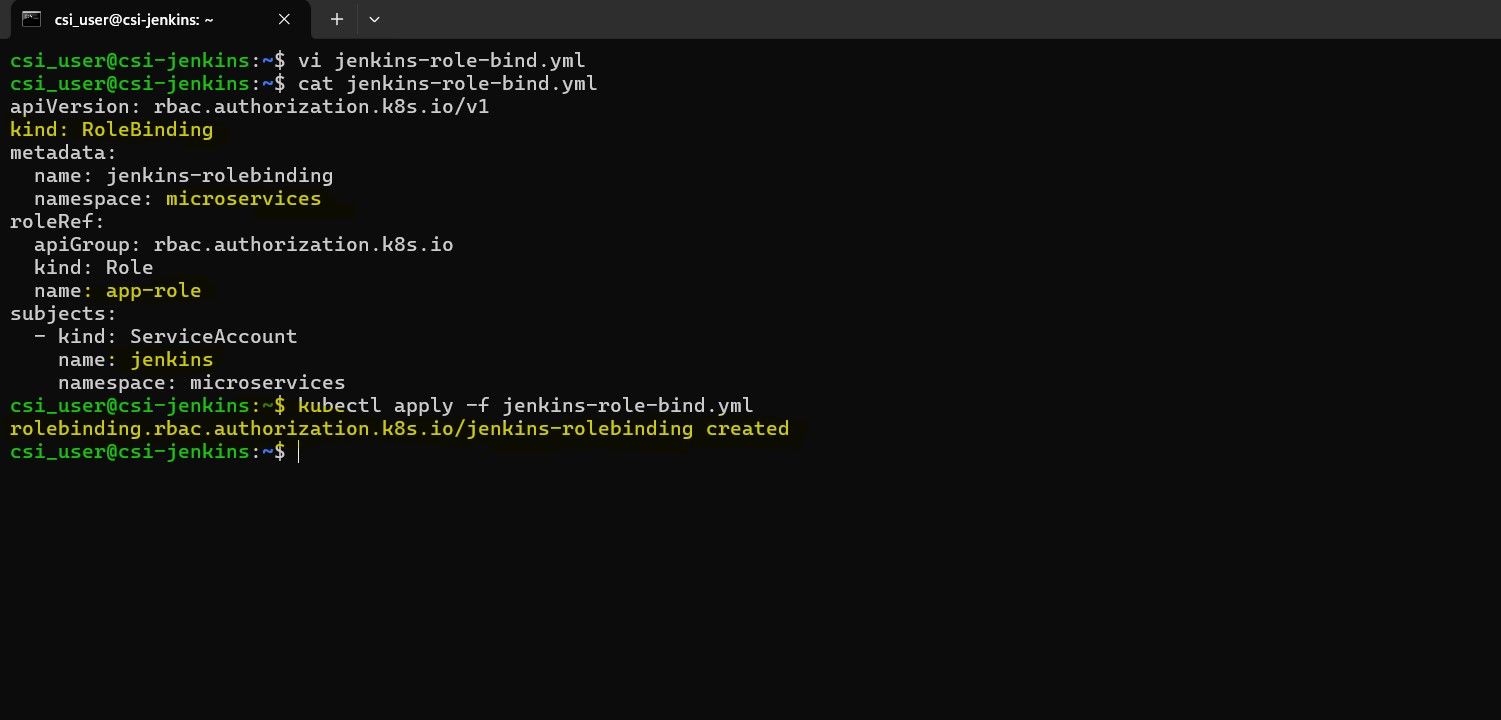 csi_user@csi-jenkins: ~
csi_user@csi-jenkins:~$ vi jenkins-role-bind.yml
csi_user@csi-jenkins:~$ cat jenkins-role-bind.yml
apiVersion: rbac.authorization.k8s.io/v1
kind: RoleBinding
metadata:
  name: jenkins-rolebinding
  namespace: microservices
roleRef:
  apiGroup: rbac.authorization.k8s.io
  kind: Role
  name: app-role
subjects:
  - kind: ServiceAccount
    name: jenkins
    namespace: microservices
csi_user@csi-jenkins:~$ kubectl apply -f jenkins-role-bind.yml
rolebinding.rbac.authorization.k8s.io/jenkins-rolebinding created
csi_user@csi-jenkins:~$